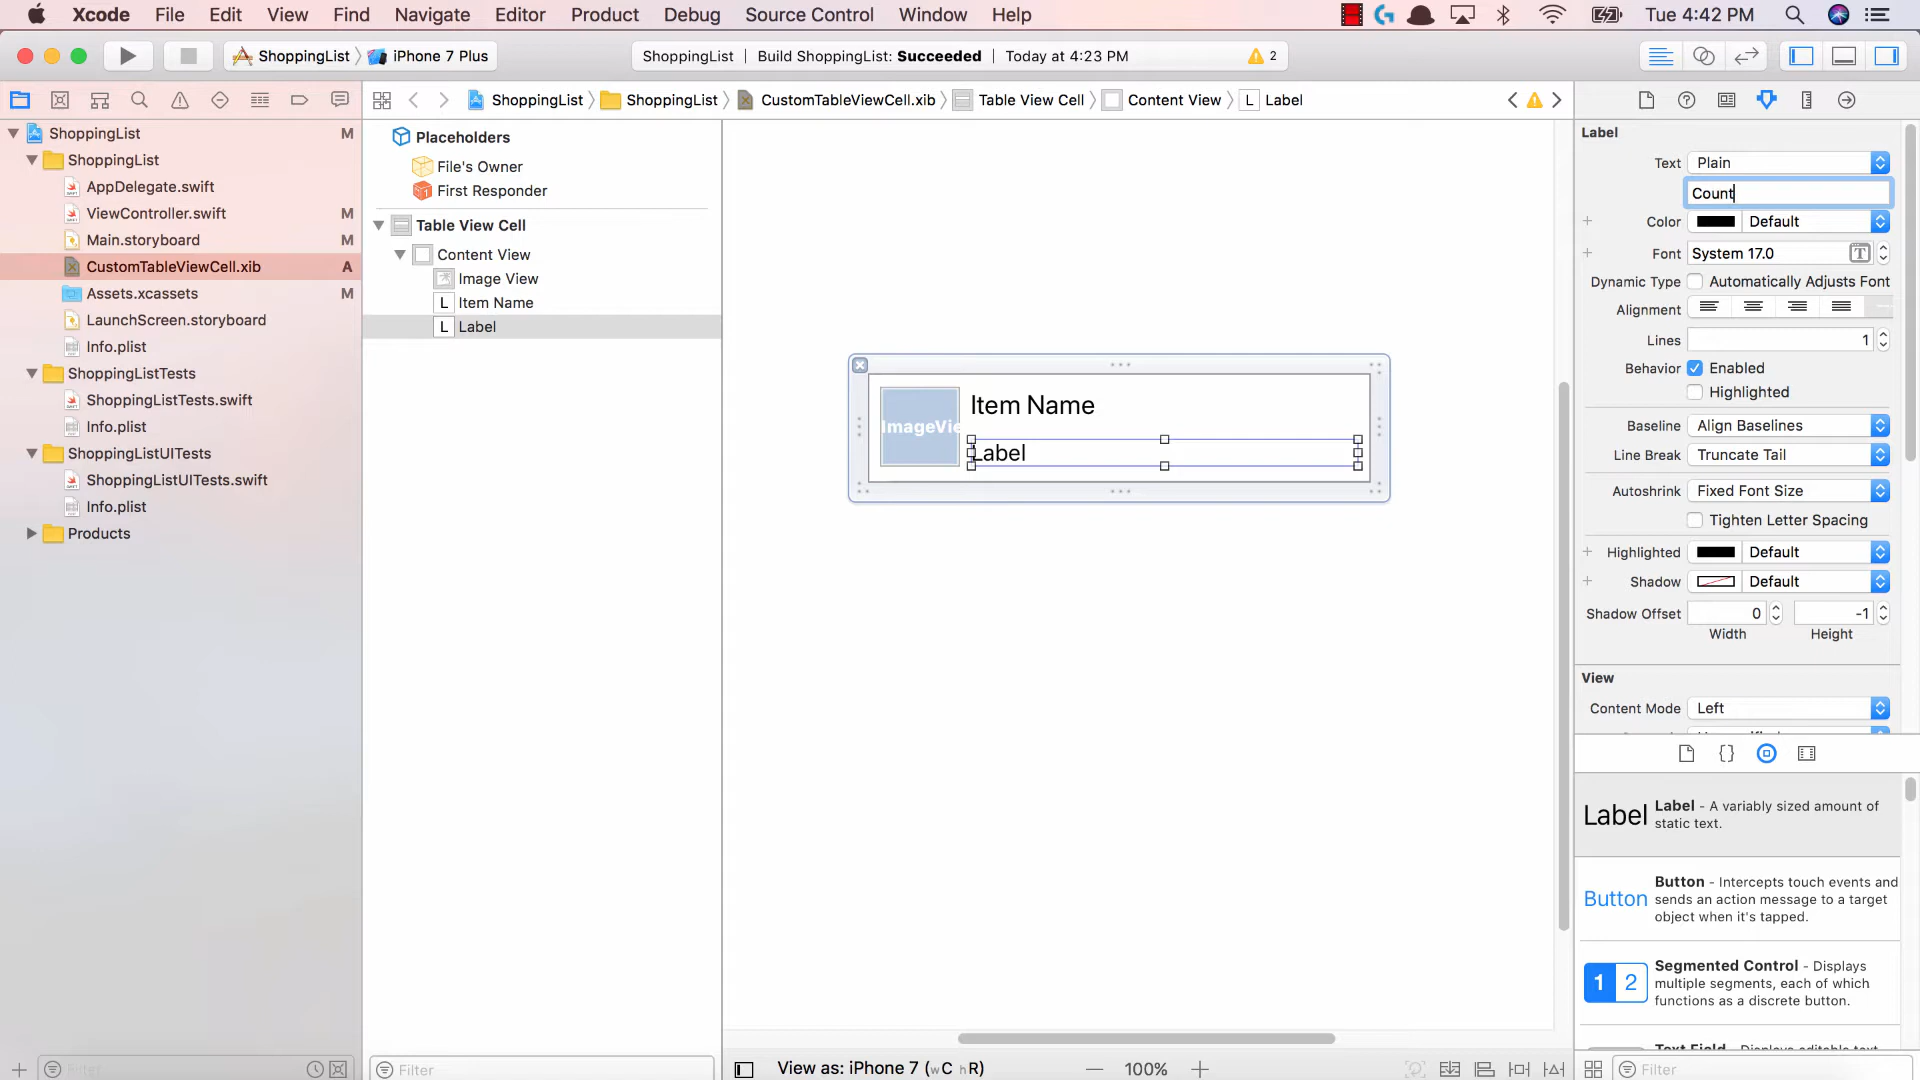 Xcode File Edit View Find Navigate Editor Product Debug Source Control Window Help Tue 4:42 PM
ShoppingList iPhone 7 Plus ShoppingList Build ShoppingList: Succeeded Today at 4:23 PM 2
ShoppingList ShoppingList CustomTableViewCell.xib Table View Cell Content View L Label
ShoppingList M
ShoppingList
AppDelegate.swift
ViewController.swift M
Main.storyboard M
CustomTableViewCell.xib A
Assets.xcassets M
LaunchScreen.storyboard
Info.plist
ShoppingListTests
ShoppingListTests.swift
Info.plist
ShoppingListUITests
ShoppingListUITests.swift
Info.plist
Products
Filter
Placeholders
File's Owner
First Responder
Table View Cell
Content View
Image View
L Item Name
L Label
Filter
ImageVie
Item Name
Label
View as: iPhone 7 (wC hR) 100%
Label
Text Plain
Count
Color Default
Font System 17.0 T
Dynamic Type Automatically Adjusts Font
Alignment
Lines 1
Behavior Enabled
Highlighted
Baseline Align Baselines
Line Break Truncate Tail
Autoshrink Fixed Font Size
Tighten Letter Spacing
Highlighted Default
Shadow Default
Shadow Offset 0 -1
Width Height
View
Content Mode Left
Label Label - A variably sized amount of
static text.
Button - Intercepts touch events and
Button sends an action message to a target
object when it's tapped.
Segmented Control - Displays
1 2 multiple segments, each of which
functions as a discrete button.
Text Field - Displays editable text
Filter